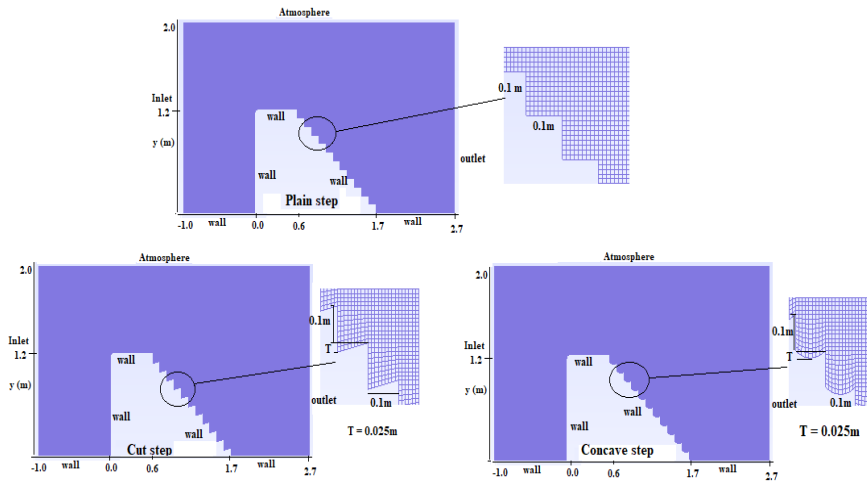 Atmosphere
2.0
Inlet
1.2
wall
y (m)
wall
wall
Plain step
outlet
-1.0 wall 0.0 0.6 1.7 wall 2.7
0.1 m
0.1m
Atmosphere
2.0
Inlet
1.2
wall
y (m)
wall
wall
Cut step
outlet
-1.0 wall 0.0 0.6 1.7 wall 2.7
0.1m
T
0.1m
T = 0.025m
Atmosphere
2.0
Inlet
1.2
wall
y (m)
wall
wall
Concave step
outlet
-1.0 wall 0.0 0.6 1.7 wall 2.7
0.1m
T
0.1m
T = 0.025m